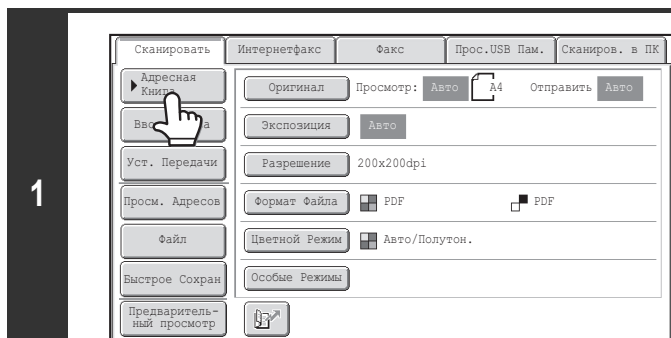 1
Сканировать Интернетфакс Факс Прос.USB Пам. Сканиров. в ПК
Адресная
Книга
Оригинал Просмотр: Авто A4 Отправить Авто
Экспозиция Авто
Уст. Передачи
Разрешение 200x200dpi
Просм. Адресов
Формат Файла PDF PDF
Файл
Цветной Режим Авто/Полутон.
Быстрое Сохран
Особые Режимы
Предваритель-
ный просмотр